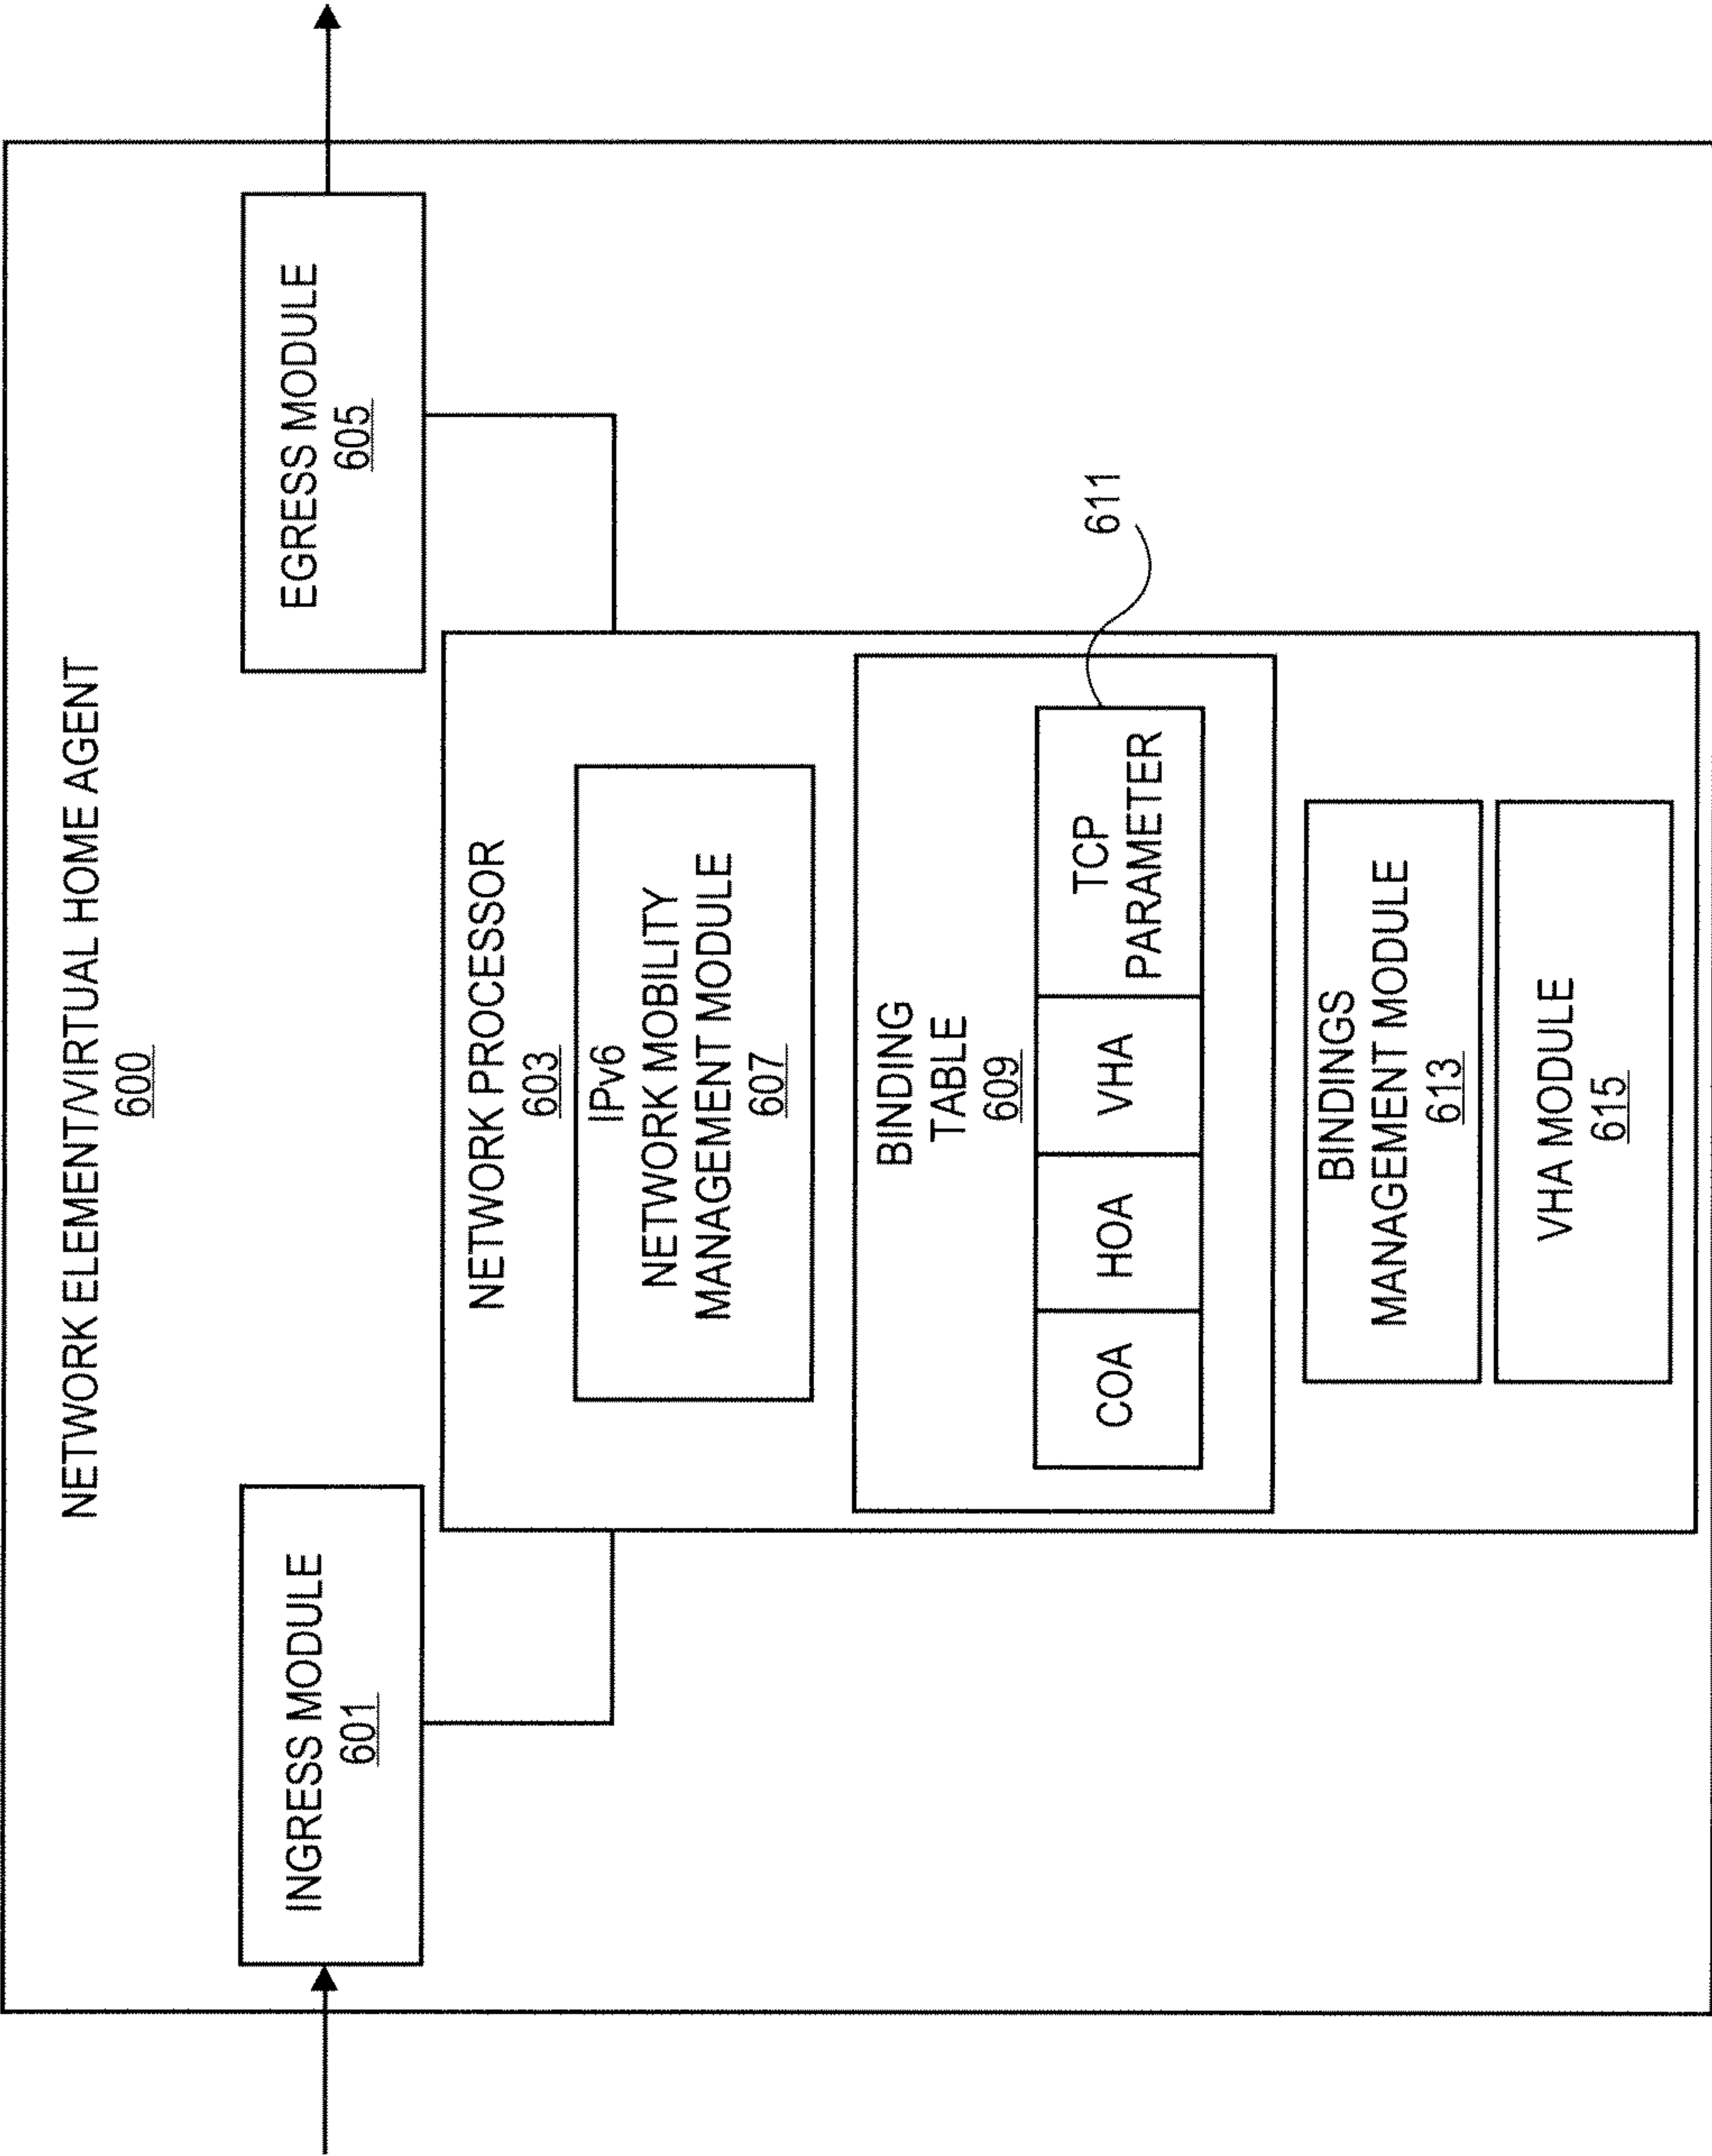 NETWORK ELEMENT/VIRTUAL HOME AGENT
600
INGRESS MODULE
601
EGRESS MODULE
605
NETWORK PROCESSOR
603
IPv6
NETWORK MOBILITY
MANAGEMENT MODULE
607
BINDING
TABLE
609
COA
HOA
VHA
TCP
PARAMETER
611
BINDINGS
MANAGEMENT MODULE
613
VHA MODULE
615